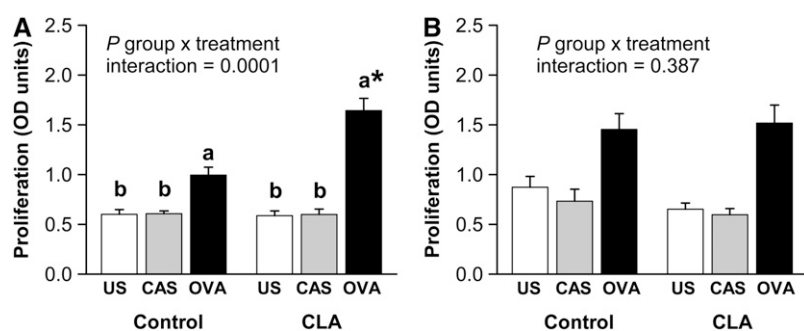 A
P group x treatment
interaction = 0.0001
Proliferation (OD units)
2.5
2.0
1.5
1.0
0.5
0.0
b b a b b a*
US CAS OVA US CAS OVA
Control CLA
B
P group x treatment
interaction = 0.387
Proliferation (OD units)
2.5
2.0
1.5
1.0
0.5
0.0
US CAS OVA US CAS OVA
Control CLA